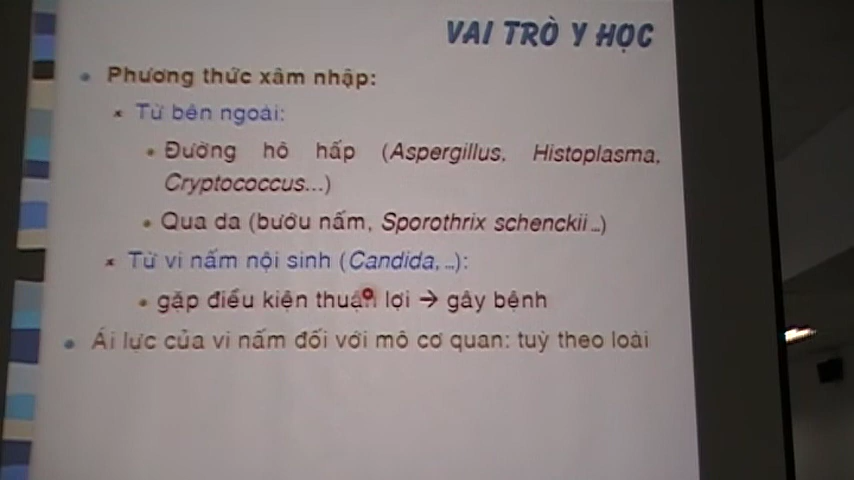 VAI TRÒ Y HỌC
• Phương thức xâm nhập:
× Từ bên ngoài:
• Đường hô hấp (Aspergillus, Histoplasma,
Cryptococcus...)
• Qua da (bướu nấm, Sporothrix schenckii...)
× Từ vi nấm nội sinh (Candida, ...):
• gặp điều kiện thuận lợi → gây bệnh
• Ái lực của vi nấm đối với mô cơ quan: tuỳ theo loài